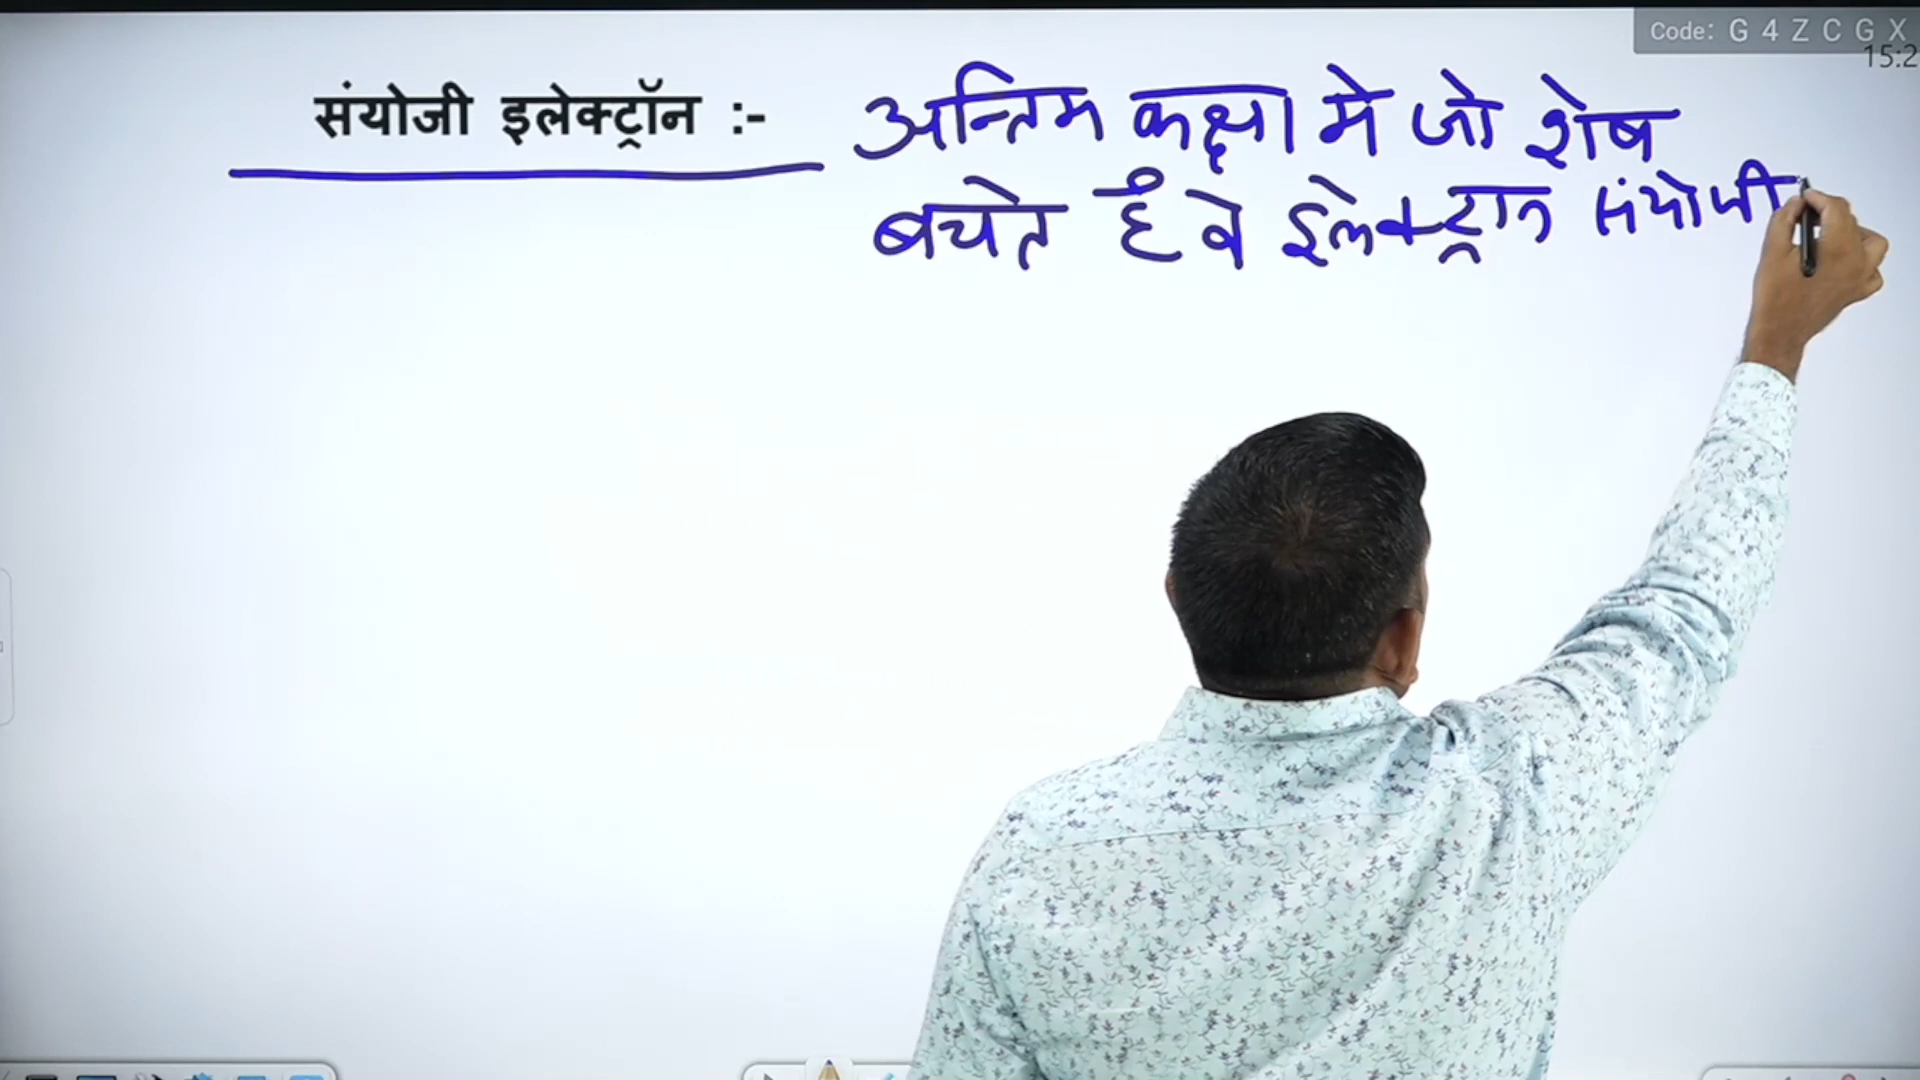 Code: G 4 Z C G X
15:2
संयोजी इलेक्ट्रॉन :- अन्तिम कक्षा मे जो शेष
बचते हैं वे इलेक्ट्रान संयोजी